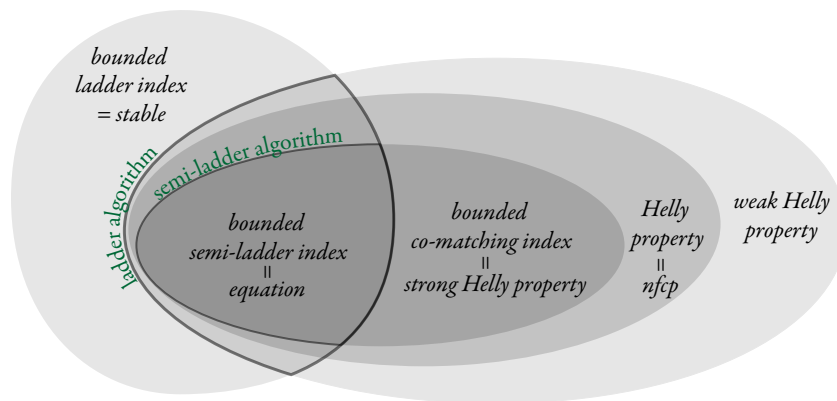 bounded
ladder index
= stable
ladder algorithm
semi-ladder algorithm
bounded
semi-ladder index
=
equation
bounded
co-matching index
=
strong Helly property
Helly
property
=
nfcp
weak Helly
property